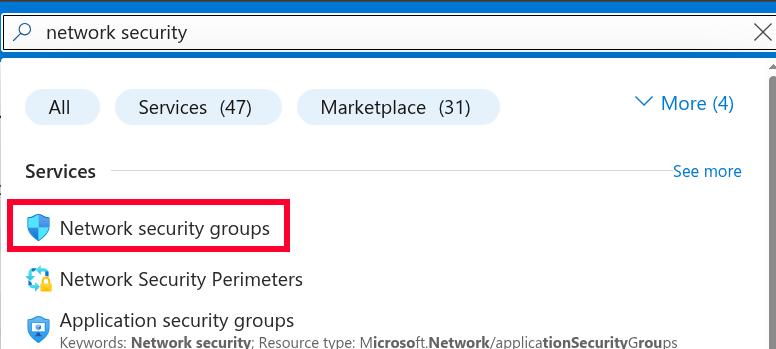 network security
All Services (47) Marketplace (31) More (4)
Services See more
Network security groups
Network Security Perimeters
Application security groups
Keywords: Network security; Resource type: Microsoft.Network/applicationSecurityGroups